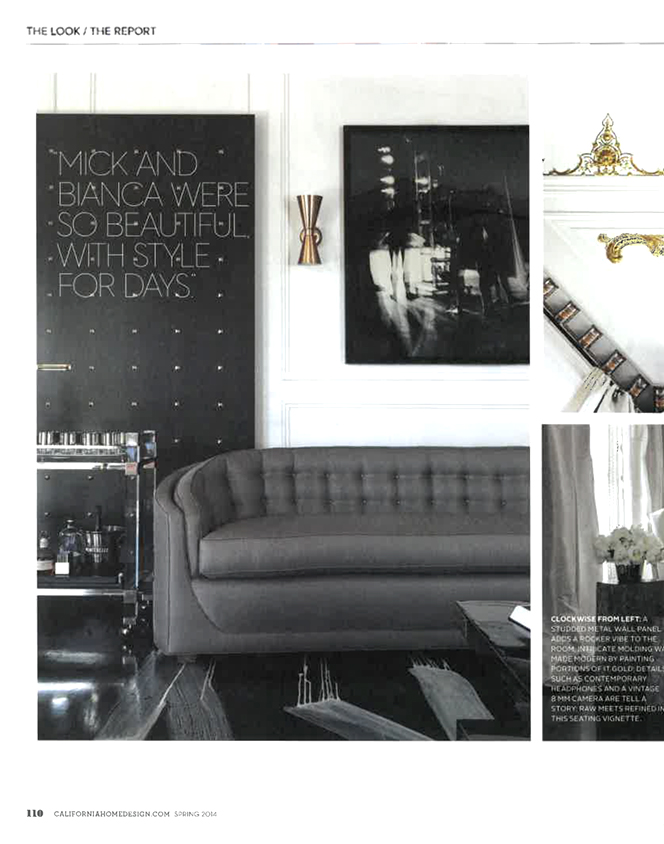 THE LOOK / THE REPORT
"MICK AND
BIANCA WERE
SO BEAUTIFUL,
WITH STYLE
FOR DAYS."
CLOCKWISE FROM LEFT: A
STUDDED METAL WALL PANEL
ADDS A ROCKER VIBE TO THE
ROOM; INTRICATE MOLDING WA
MADE MODERN BY PAINTING
PORTIONS OF IT GOLD; DETAILS
SUCH AS CONTEMPORARY
HEADPHONES AND A VINTAGE
8 MM CAMERA ARE TELL A
STORY; RAW MEETS REFINED IN
THIS SEATING VIGNETTE.
110 CALIFORNIAHOMEDESIGN.COM SPRING 2014